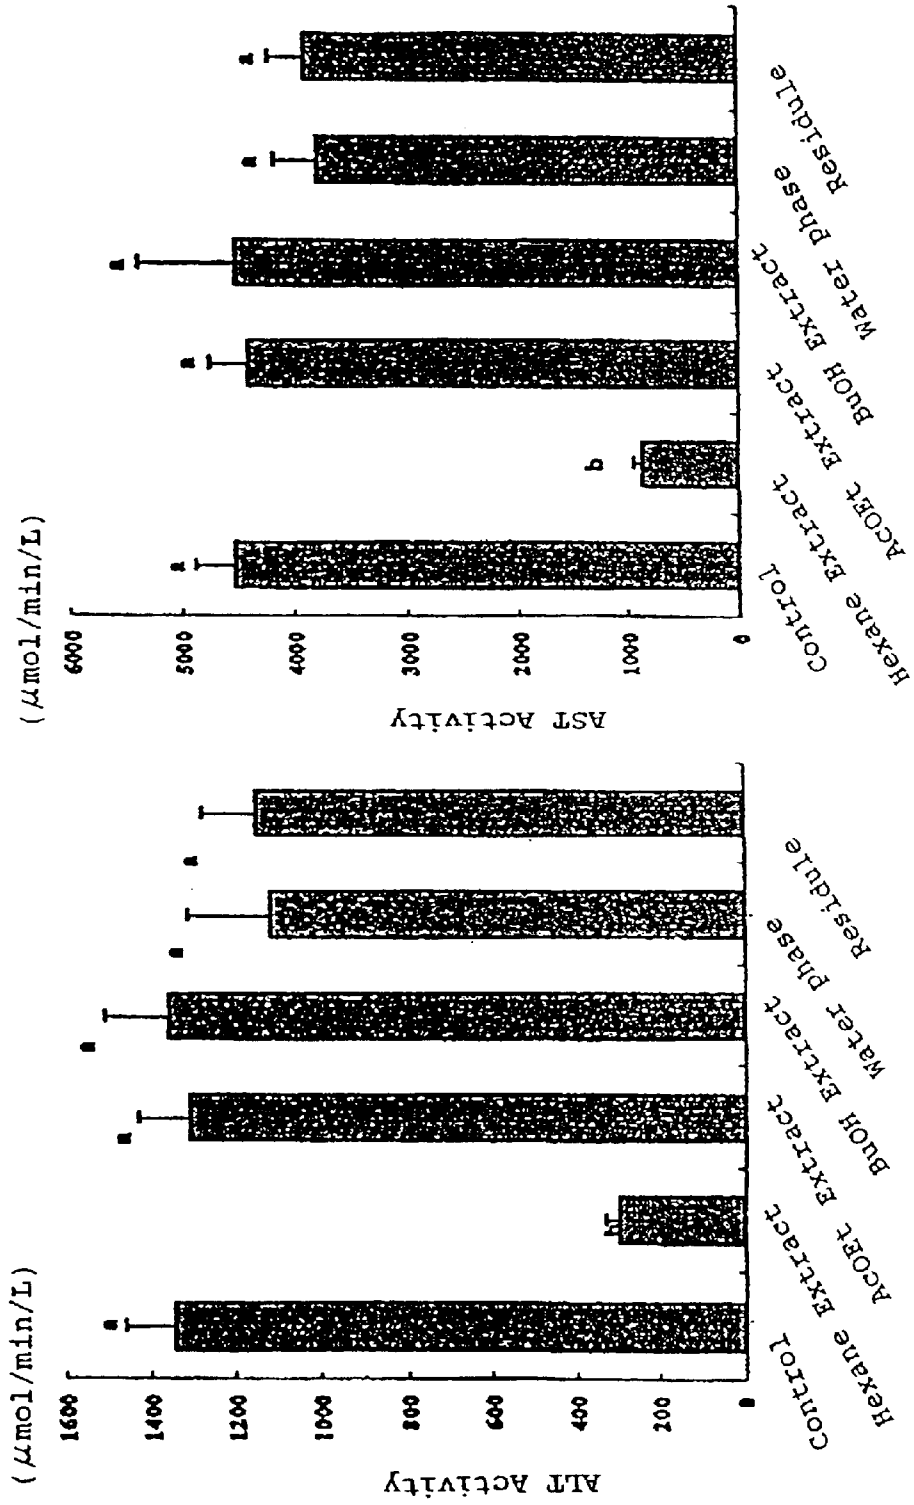 (μmol/min/L)
ALT Activity
1600
1400
1200
1000
800
600
400
200
0
a
b
a
a
a
a
Control
Hexane Extract
AcOEt Extract
BuOH Extract
Water phase
Residule
(μmol/min/L)
AST Activity
6000
5000
4000
3000
2000
1000
0
a
b
a
a
a
a
Control
Hexane Extract
AcOEt Extract
BuOH Extract
Water phase
Residule